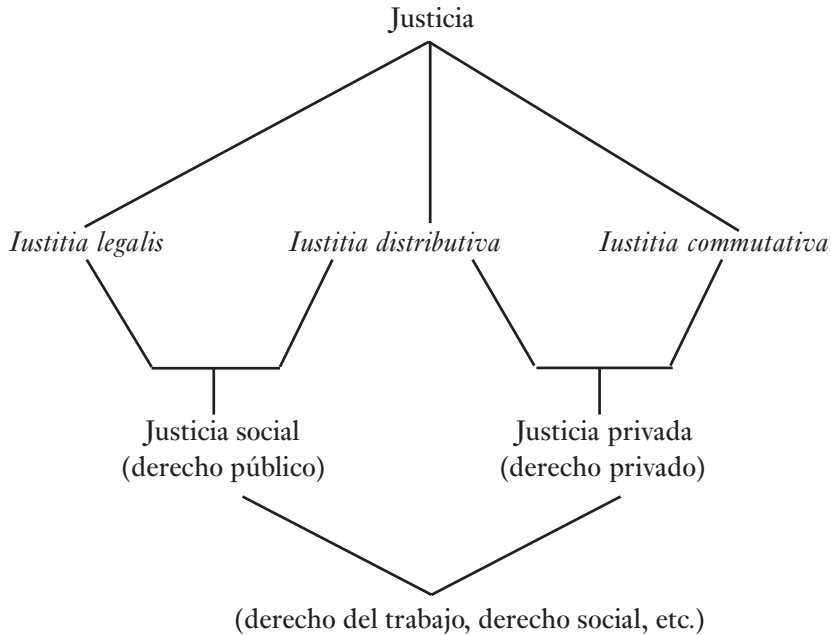 Justicia
Iustitia legalis Iustitia distributiva Iustitia commutativa
Justicia social Justicia privada
(derecho público) (derecho privado)
(derecho del trabajo, derecho social, etc.)